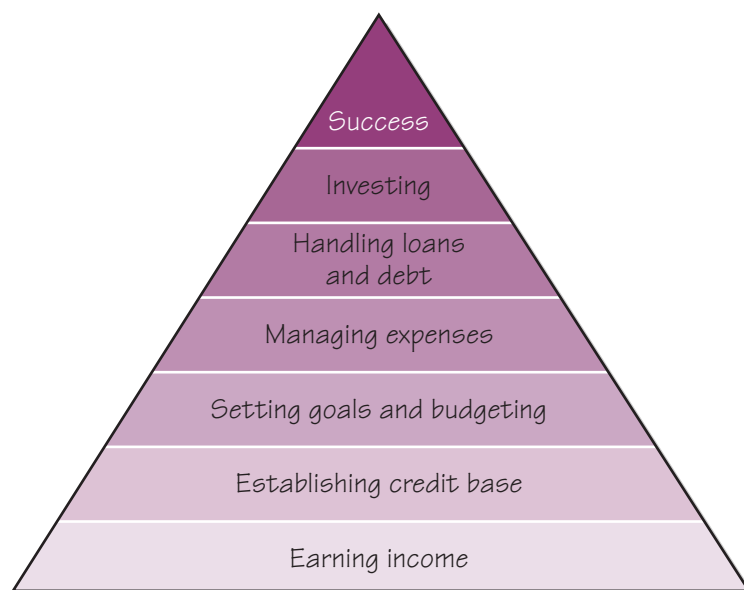 Success
Investing
Handling loans
and debt
Managing expenses
Setting goals and budgeting
Establishing credit base
Earning income